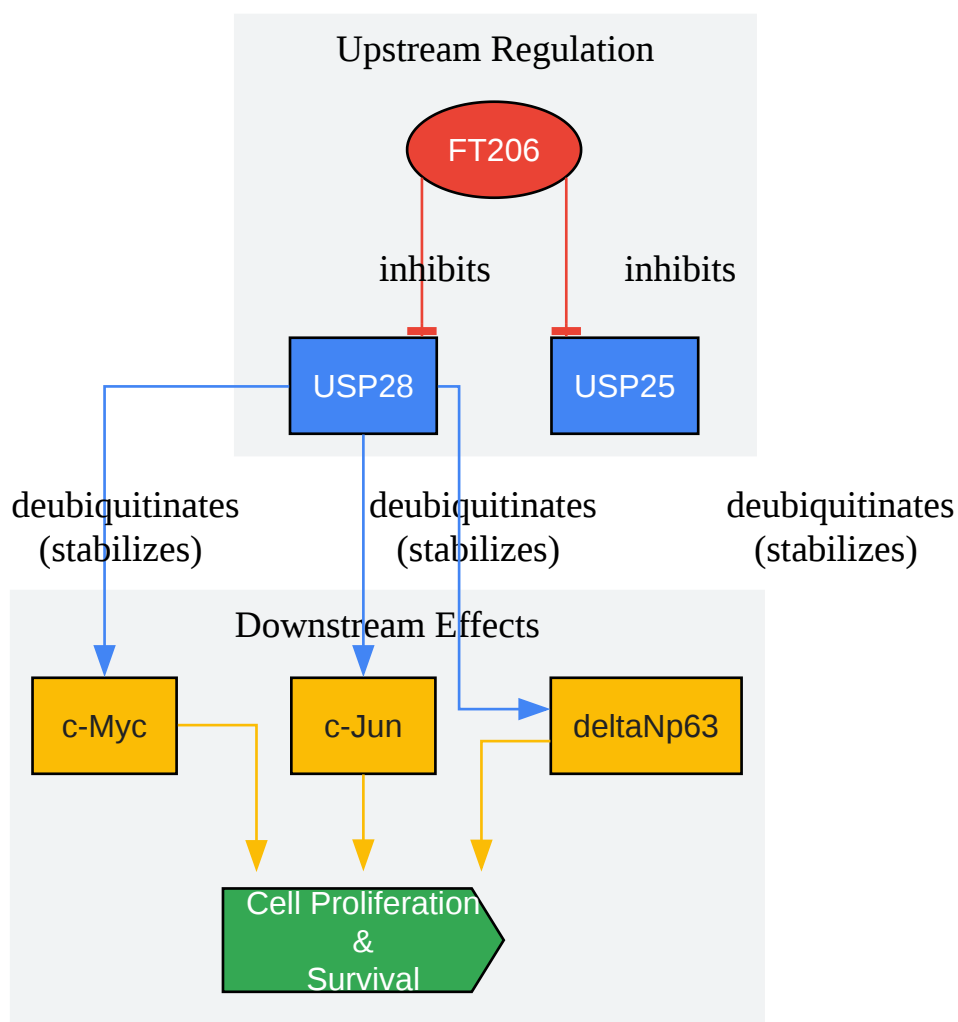 Upstream Regulation
FT206
inhibits
inhibits
USP28
USP25
deubiquitinates
(stabilizes)
deubiquitinates
(stabilizes)
deubiquitinates
(stabilizes)
Downstream Effects
c-Myc
c-Jun
deltaNp63
Cell Proliferation
&
Survival